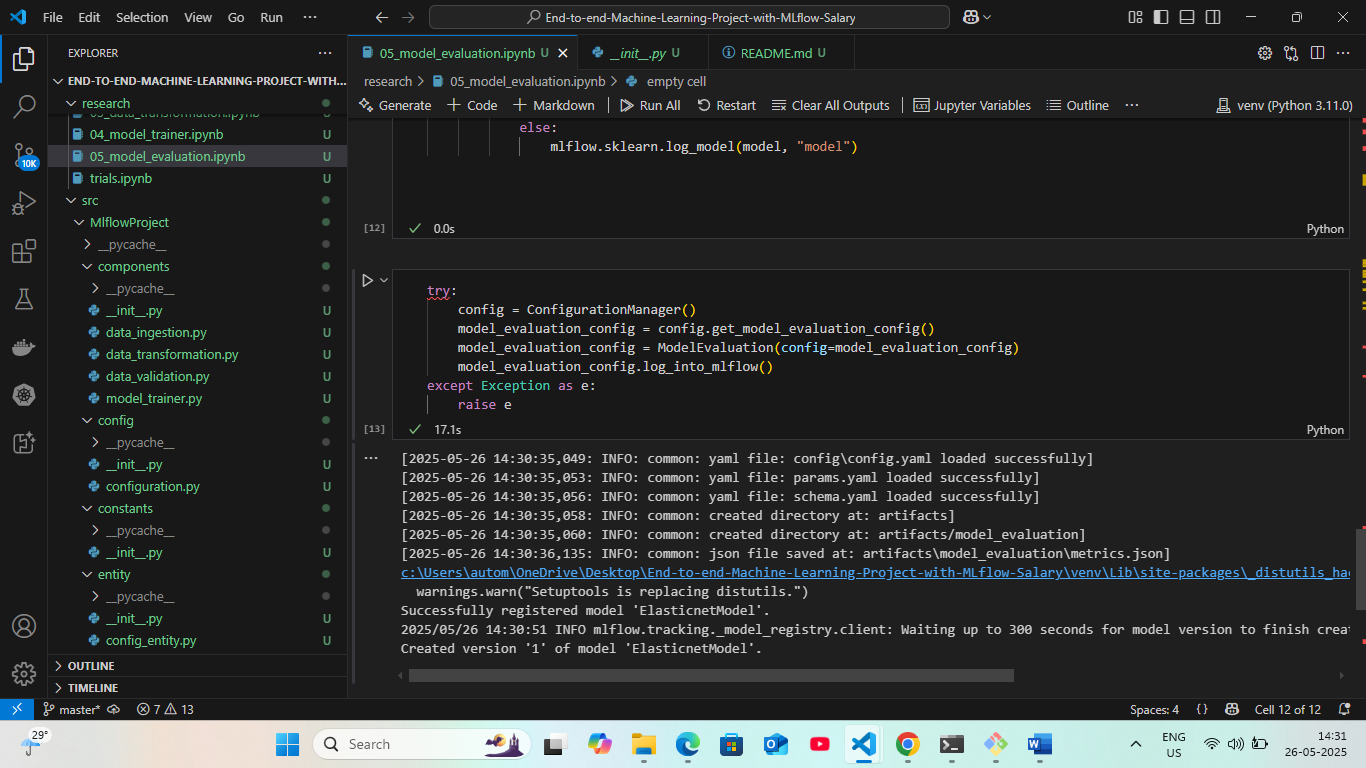 File Edit Selection View Go Run ···
End-to-end-Machine-Learning-Project-with-MLflow-Salary
EXPLORER ···
END-TO-END-MACHINE-LEARNING-PROJECT-WITH...
research
03_data_transformation.ipynb
04_model_trainer.ipynb U
05_model_evaluation.ipynb U
trials.ipynb U
src
MlflowProject
__pycache__
components
__pycache__
__init__.py U
data_ingestion.py U
data_transformation.py U
data_validation.py U
model_trainer.py U
config
__pycache__
__init__.py U
configuration.py U
constants
__pycache__
__init__.py U
entity
__pycache__
__init__.py U
config_entity.py U
OUTLINE
TIMELINE
10K
05_model_evaluation.ipynb U
__init__.py U
README.md U
research > 05_model_evaluation.ipynb > empty cell
Generate + Code + Markdown Run All Restart Clear All Outputs Jupyter Variables Outline ··· venv (Python 3.11.0)
else:
mlflow.sklearn.log_model(model, "model")
[12] 0.0s Python
try:
config = ConfigurationManager()
model_evaluation_config = config.get_model_evaluation_config()
model_evaluation_config = ModelEvaluation(config=model_evaluation_config)
model_evaluation_config.log_into_mlflow()
except Exception as e:
raise e
[13] 17.1s Python
[2025-05-26 14:30:35,049: INFO: common: yaml file: config\config.yaml loaded successfully]
[2025-05-26 14:30:35,053: INFO: common: yaml file: params.yaml loaded successfully]
[2025-05-26 14:30:35,056: INFO: common: yaml file: schema.yaml loaded successfully]
[2025-05-26 14:30:35,058: INFO: common: created directory at: artifacts]
[2025-05-26 14:30:35,060: INFO: common: created directory at: artifacts/model_evaluation]
[2025-05-26 14:30:36,135: INFO: common: json file saved at: artifacts\model_evaluation\metrics.json]
c:\Users\autom\OneDrive\Desktop\End-to-end-Machine-Learning-Project-with-MLflow-Salary\venv\Lib\site-packages\_distutils_hac
warnings.warn("Setuptools is replacing distutils.")
Successfully registered model 'ElasticnetModel'.
2025/05/26 14:30:51 INFO mlflow.tracking._model_registry.client: Waiting up to 300 seconds for model version to finish creat
Created version '1' of model 'ElasticnetModel'.
master* 7 13 Spaces: 4 {} Cell 12 of 12
29°
Search
ENG
US
14:31
26-05-2025